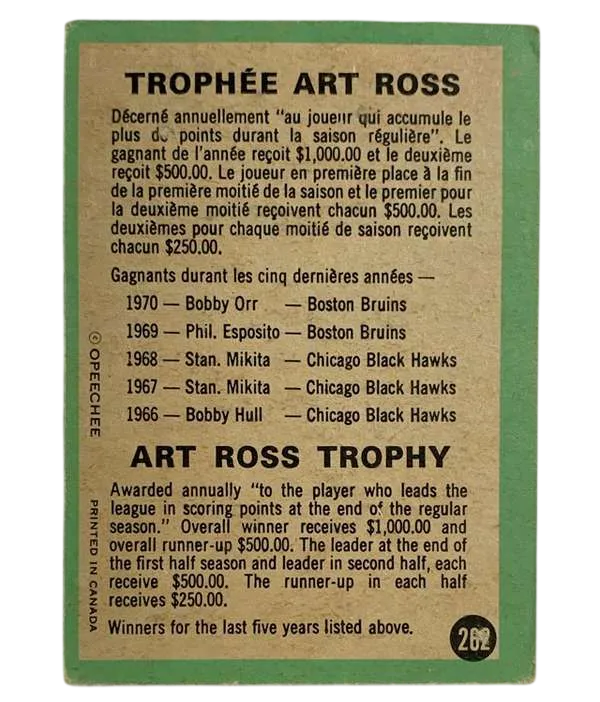 TROPHÉE ART ROSS
Décerné annuellement "au joueur qui accumule le
plus de points durant la saison régulière". Le
gagnant de l'année reçoit $1,000.00 et le deuxième
reçoit $500.00. Le joueur en première place à la fin
de la première moitié de la saison et le premier pour
la deuxième moitié reçoivent chacun $500.00. Les
deuxièmes pour chaque moitié de saison reçoivent
chacun $250.00.
Gagnants durant les cinq dernières années —
1970 — Bobby Orr — Boston Bruins
1969 — Phil. Esposito — Boston Bruins
1968 — Stan. Mikita — Chicago Black Hawks
1967 — Stan. Mikita — Chicago Black Hawks
1966 — Bobby Hull — Chicago Black Hawks
ART ROSS TROPHY
Awarded annually "to the player who leads the
league in scoring points at the end of the regular
season." Overall winner receives $1,000.00 and
overall runner-up $500.00. The leader at the end of
the first half season and leader in second half, each
receive $500.00. The runner-up in each half
receives $250.00.
Winners for the last five years listed above.
© OPEECHEE
PRINTED IN CANADA
262